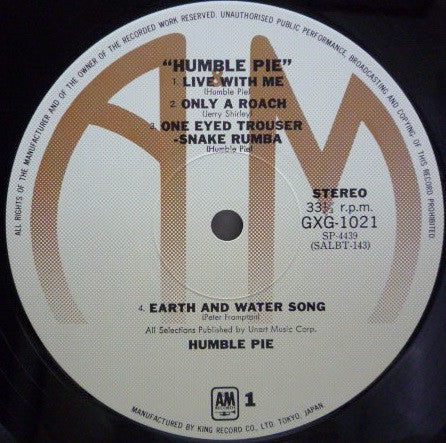 ALL RIGHTS OF THE MANUFACTURER AND OF THE OWNER OF THE RECORDED WORK RESERVED. UNAUTHORISED PUBLIC PERFORMANCE, BROADCASTING AND COPYING OF THIS RECORD PROHIBITED.
A&M
"HUMBLE PIE"
1. LIVE WITH ME
(Humble Pie)
2. ONLY A ROACH
(Jerry Shirley)
3. ONE EYED TROUSER
-SNAKE RUMBA
(Humble Pie)
STEREO
33⅓ r.p.m.
GXG-1021
SP-4439
(SALBT-143)
4. EARTH AND WATER SONG
(Peter Frampton)
All Selections Published by Unart Music Corp.
HUMBLE PIE
AM
RECORDS
1
MANUFACTURED BY KING RECORD CO., LTD. TOKYO, JAPAN